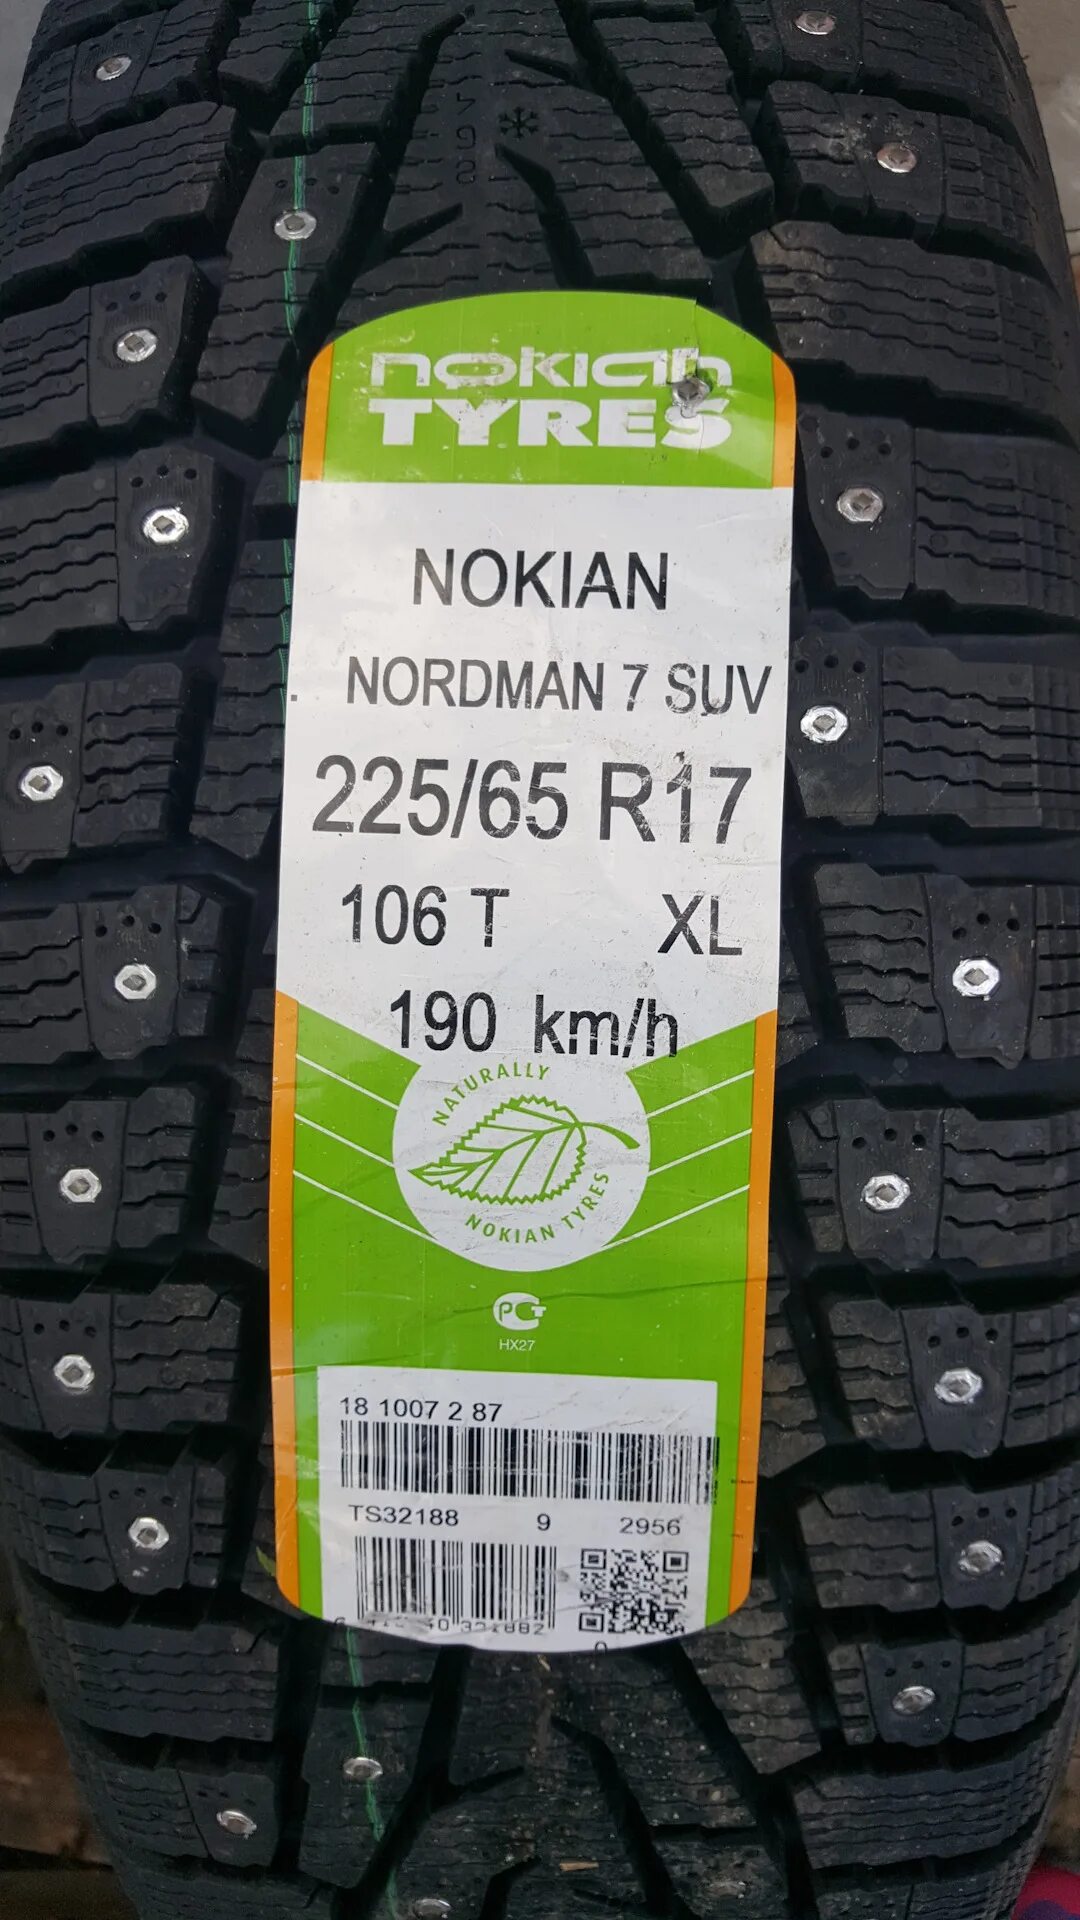 nokian
TYRES
NOKIAN
NORDMAN 7 SUV
225/65 R17
106 T XL
190 km/h
NATURALLY
NOKIAN TYRES
РСТ
HX27
18 1007 2 87
TS32188 9 2956